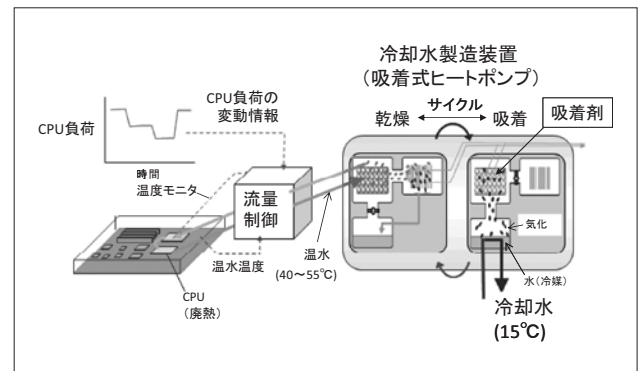 冷却水製造装置
(吸着式ヒートポンプ)
CPU負荷の
変動情報
サイクル
乾燥
吸着
吸着剤
CPU負荷
時間
温度モニタ
流量
制御
気化
温水温度
温水
(40～55℃)
水(冷媒)
CPU
(廃熱)
冷却水
(15℃)